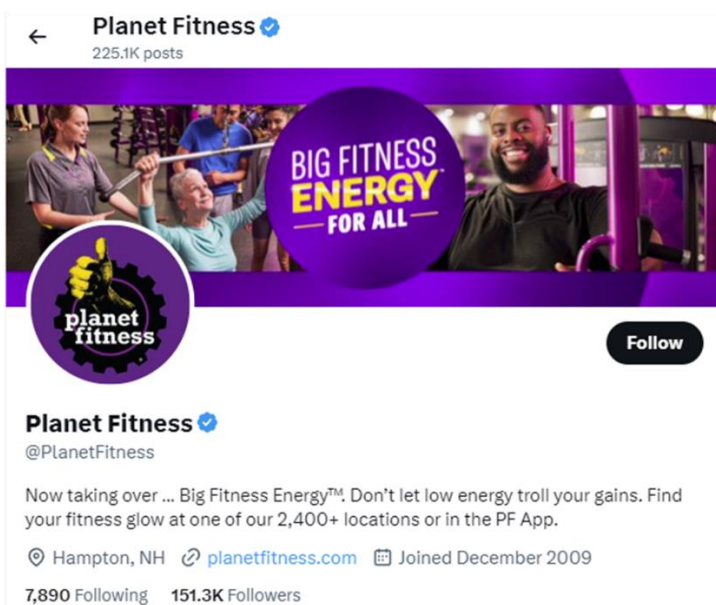 Planet Fitness
225.1K posts
BIG FITNESS
ENERGY™
FOR ALL
planet
fitness
Follow
Planet Fitness
@PlanetFitness
Now taking over ... Big Fitness Energy™. Don’t let low energy troll your gains. Find
your fitness glow at one of our 2,400+ locations or in the PF App.
Hampton, NH planetfitness.com Joined December 2009
7,890 Following 151.3K Followers